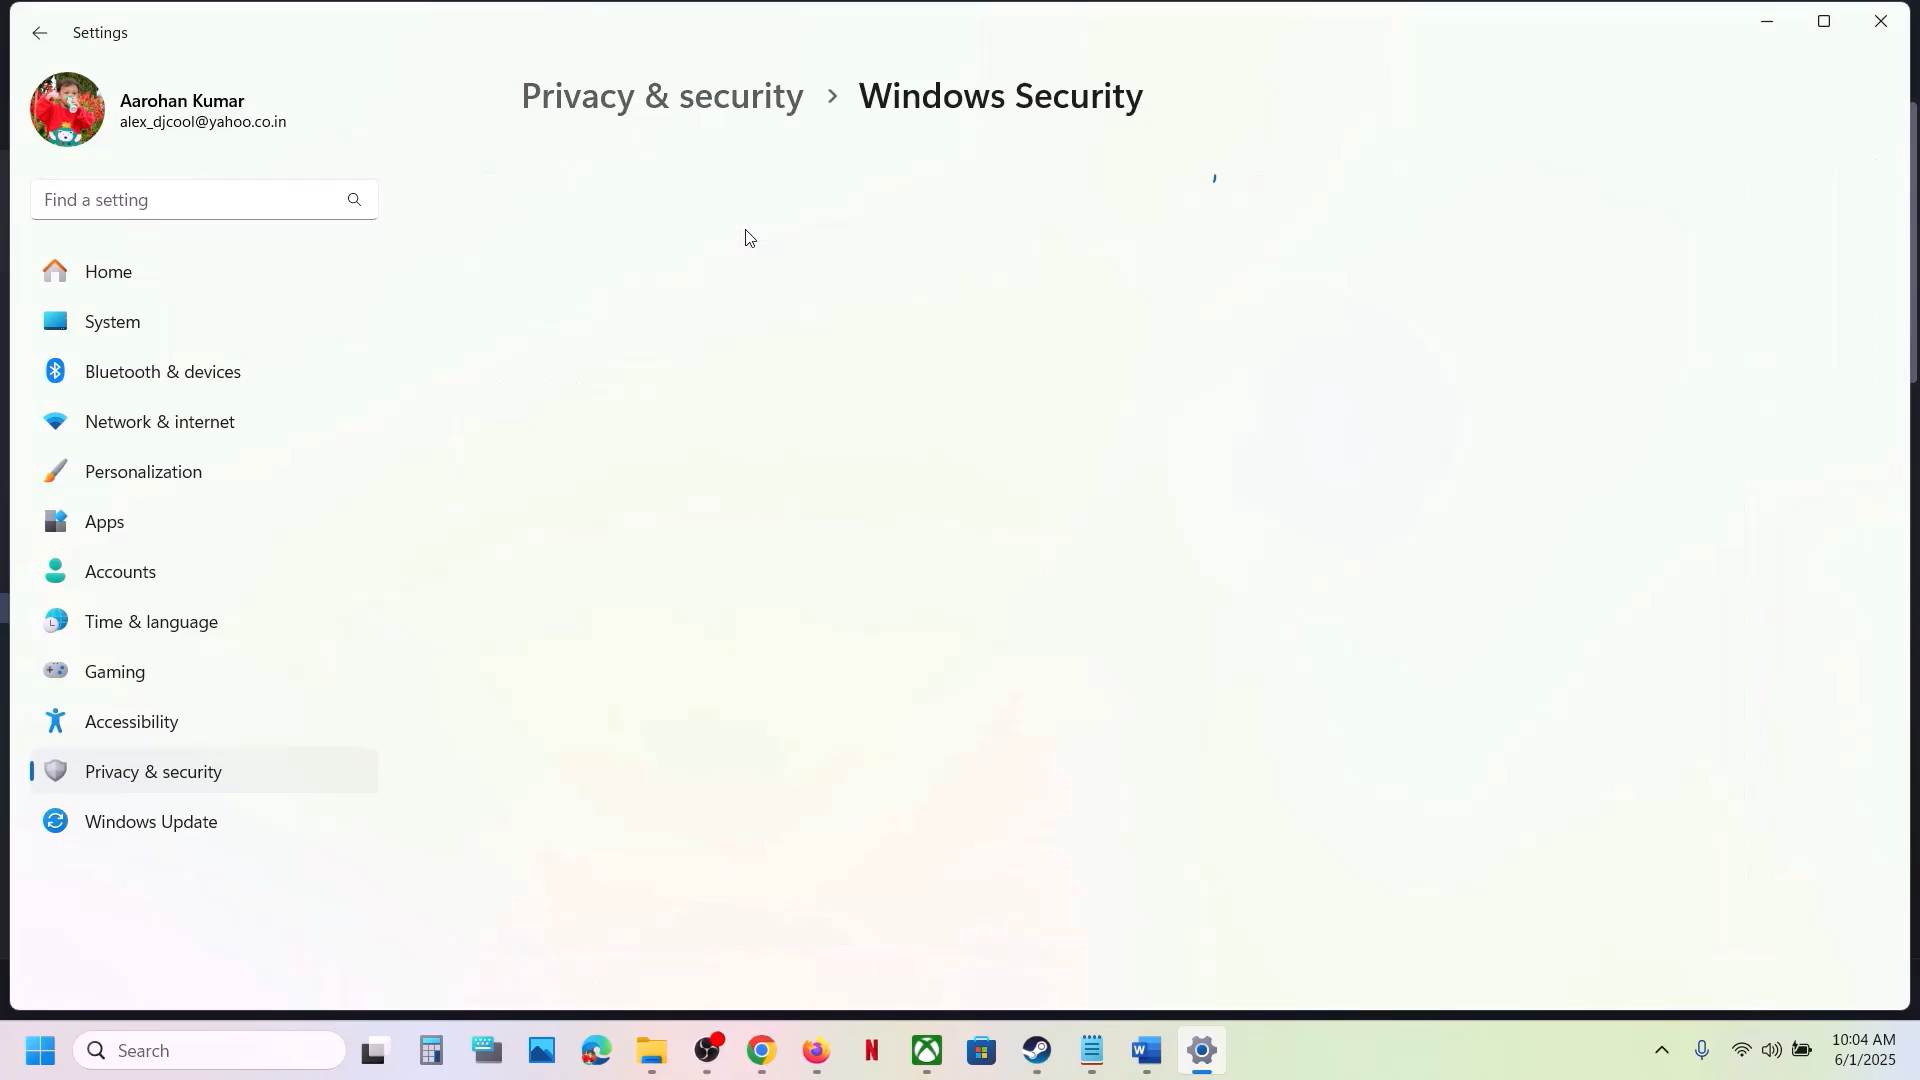 Settings
Aarohan Kumar
alex_djcool@yahoo.co.in
Privacy & security > Windows Security
Find a setting
Home
System
Bluetooth & devices
Network & internet
Personalization
Apps
Accounts
Time & language
Gaming
Accessibility
Privacy & security
Windows Update
Search
10:04 AM
6/1/2025